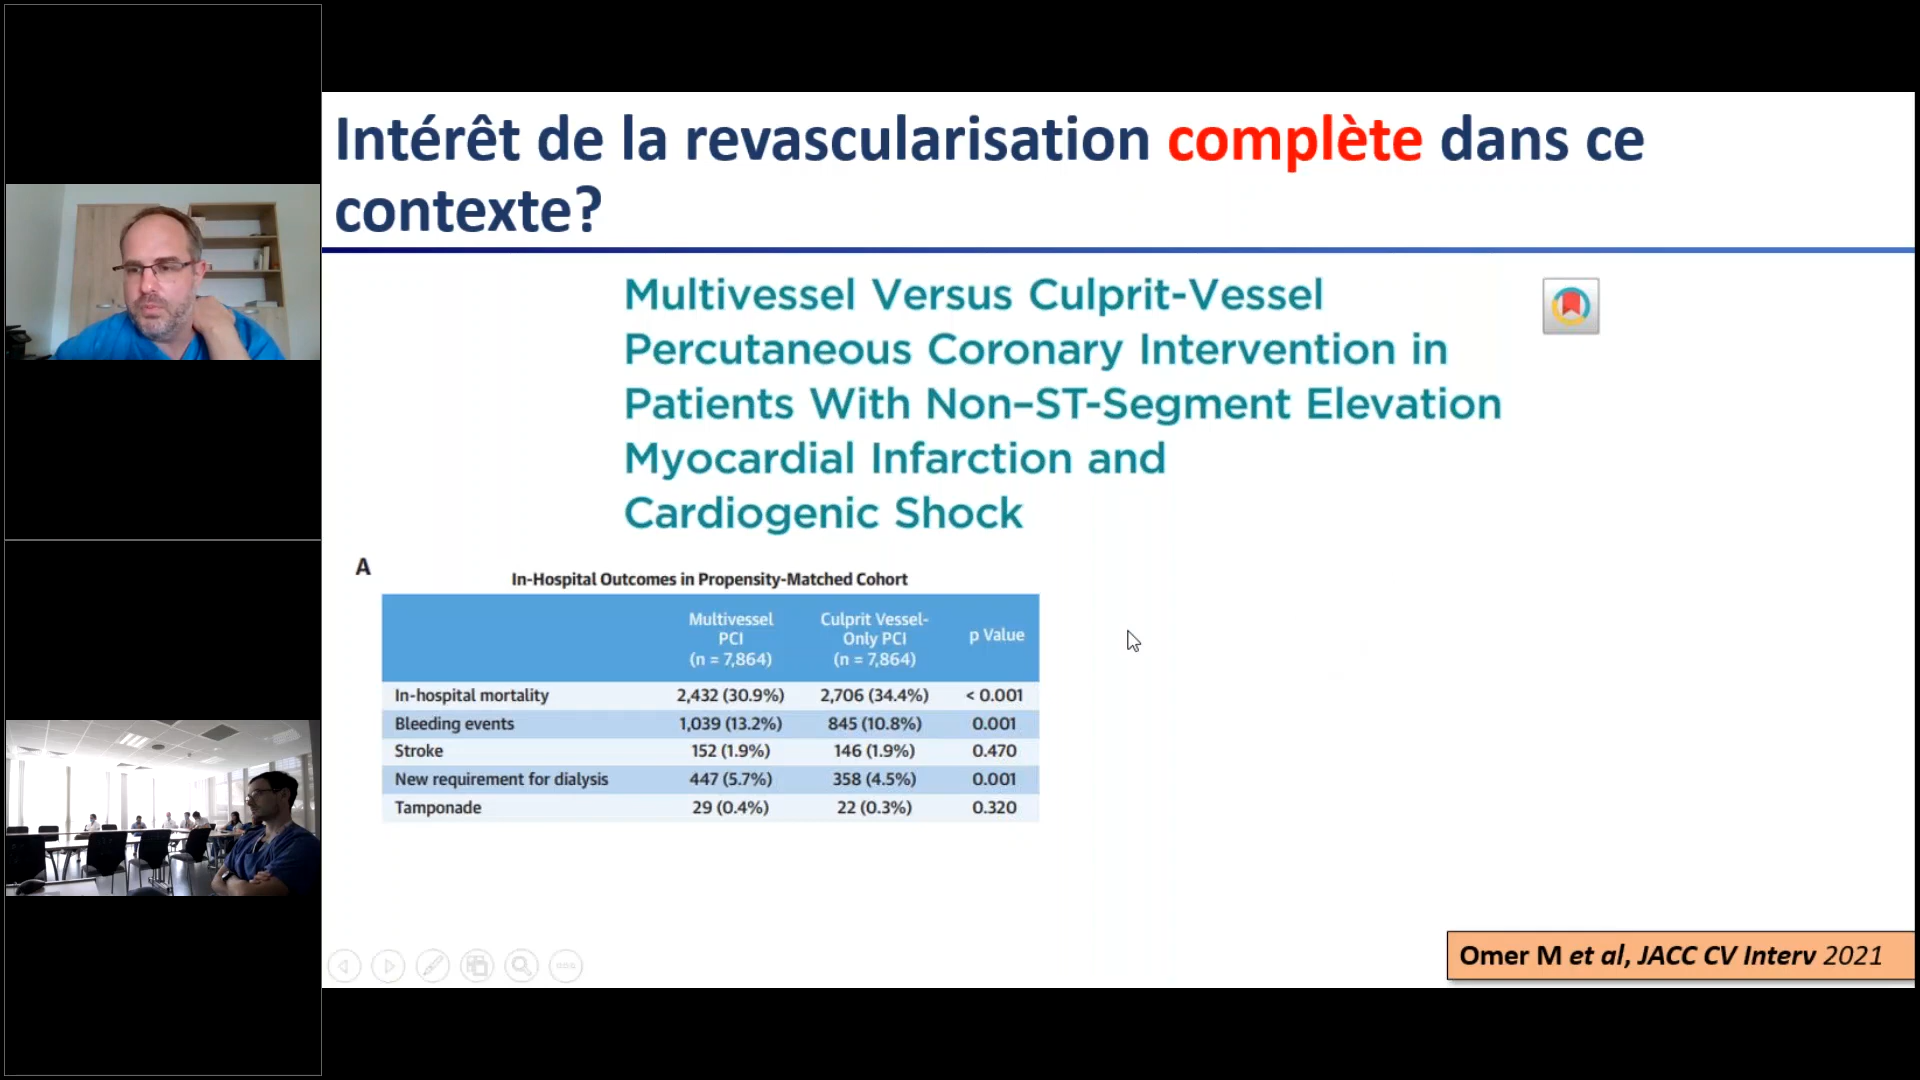 Intérêt de la revascularisation complète dans ce
contexte?
Multivessel Versus Culprit-Vessel
Percutaneous Coronary Intervention in
Patients With Non–ST-Segment Elevation
Myocardial Infarction and
Cardiogenic Shock
A
In-Hospital Outcomes in Propensity-Matched Cohort
Multivessel PCI (n = 7,864) Culprit Vessel-Only PCI (n = 7,864) p Value
In-hospital mortality 2,432 (30.9%) 2,706 (34.4%) < 0.001
Bleeding events 1,039 (13.2%) 845 (10.8%) 0.001
Stroke 152 (1.9%) 146 (1.9%) 0.470
New requirement for dialysis 447 (5.7%) 358 (4.5%) 0.001
Tamponade 29 (0.4%) 22 (0.3%) 0.320
Omer M et al, JACC CV Interv 2021